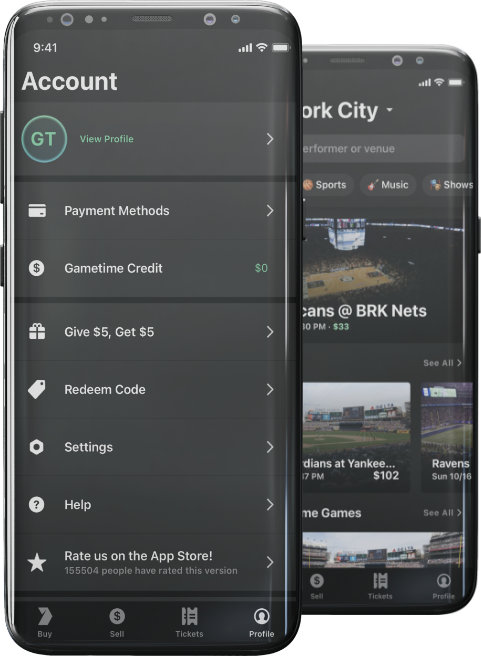 9:41
Account
GT
View Profile
Payment Methods
Gametime Credit
$0
Give $5, Get $5
Redeem Code
Settings
Help
Rate us on the App Store!
155504 people have rated this version
Buy
Sell
Tickets
Profile
ork City
erformer or venue
Sports
Music
Shows
cans @ BRK Nets
30 PM · $33
See All
rdians at Yankee...
17 PM
$102
Ravens
Sun 10/16
me Games
See All
Sell
Tickets
Profile